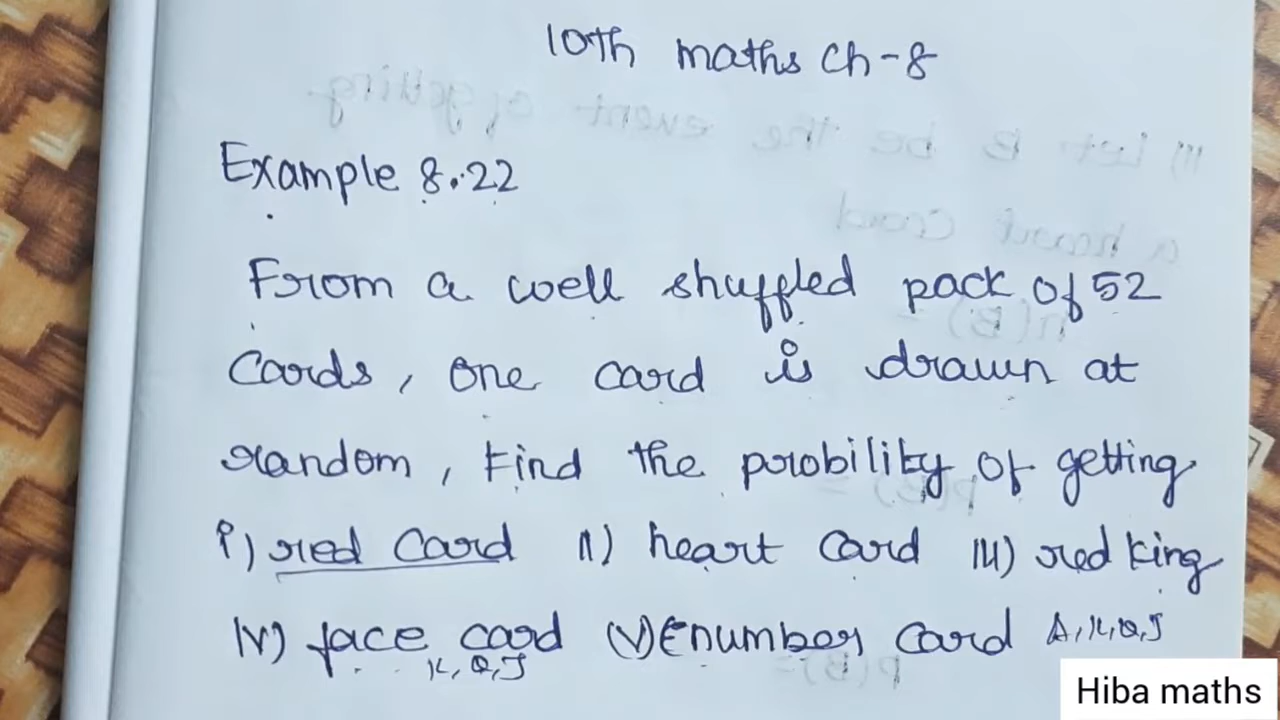 10th maths Ch-8
Example 8.22
From a well shuffled pack of 52
Cards, One card is drawn at
random, Find the porobility of getting
i) red Card II) heart Card III) red king
IV) face card (V) number Card A, K, Q, J
K, Q, J
Hiba maths